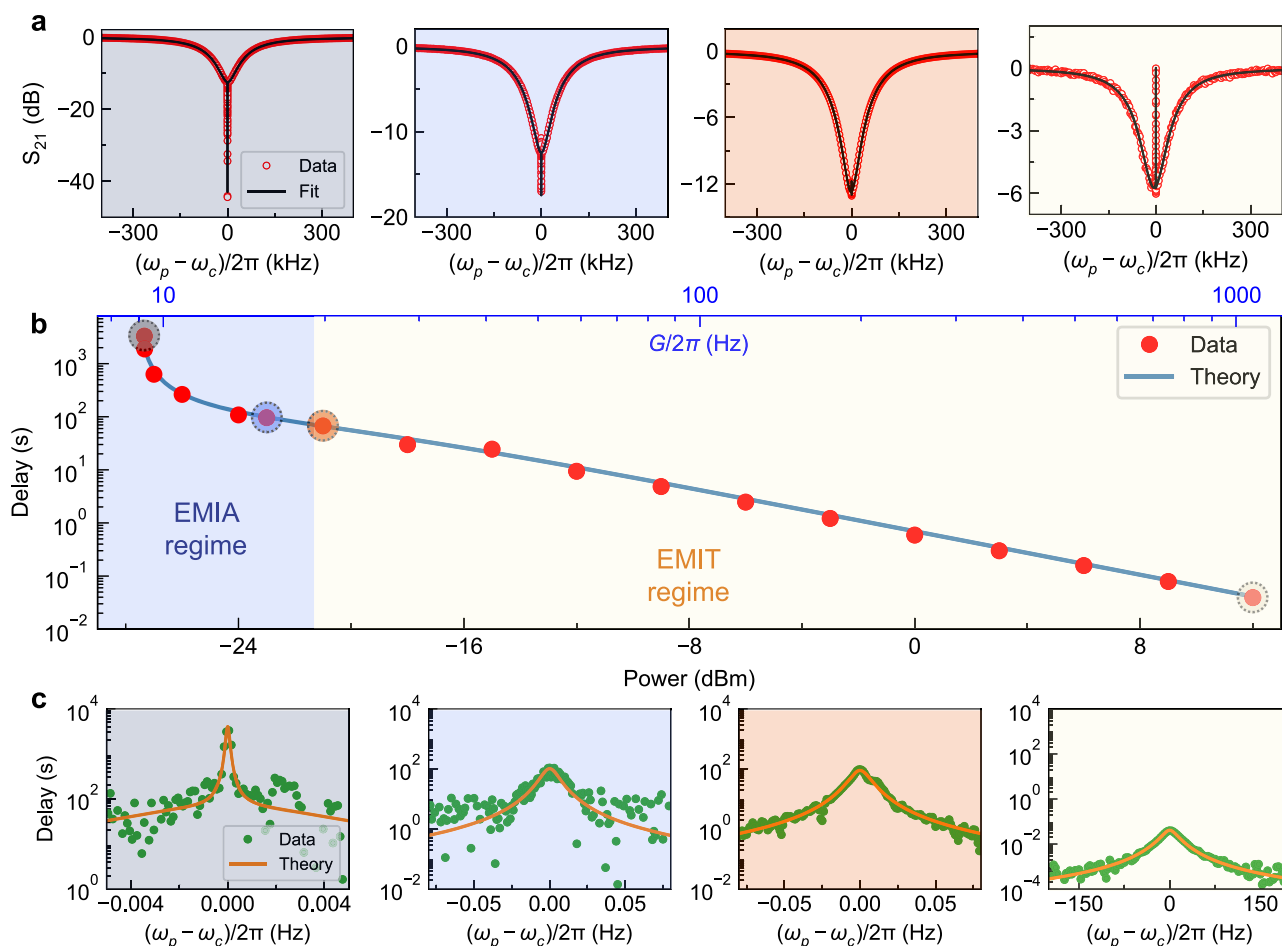 a
S21 (dB)
0
−20
−40
Data
Fit
−300 0 300
(ωp − ωc)/2π (kHz)
0
−10
−20
−300 0 300
(ωp − ωc)/2π (kHz)
0
−3
−6
−9
−12
−300 0 300
(ωp − ωc)/2π (kHz)
0
−3
−6
−300 0 300
(ωp − ωc)/2π (kHz)
b
10 100 1000
G/2π (Hz)
Data
Theory
Delay (s)
10^3
10^2
10^1
10^0
10^−1
10^−2
EMIA
regime
EMIT
regime
−24 −16 −8 0 8
Power (dBm)
c
Delay (s)
10^4
10^2
10^0
Data
Theory
−0.004 0.000 0.004
(ωp − ωc)/2π (Hz)
10^4
10^2
10^0
10^−2
−0.05 0.00 0.05
(ωp − ωc)/2π (Hz)
10^4
10^2
10^0
10^−2
−0.05 0.00 0.05
(ωp − ωc)/2π (Hz)
10^4
10^2
10^0
10^−2
10^−4
−150 0 150
(ωp − ωc)/2π (Hz)